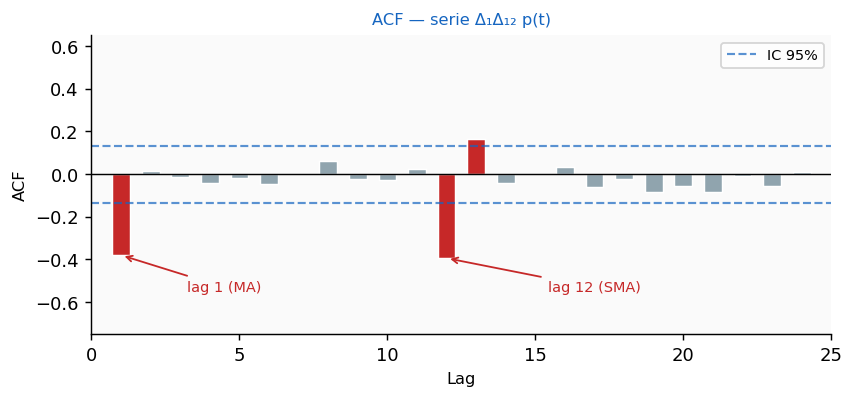 ACF — serie Δ₁Δ₁₂ p(t)
IC 95%
ACF
0.6
0.4
0.2
0.0
−0.2
−0.4
−0.6
lag 1 (MA)
lag 12 (SMA)
0 5 10 15 20 25
Lag